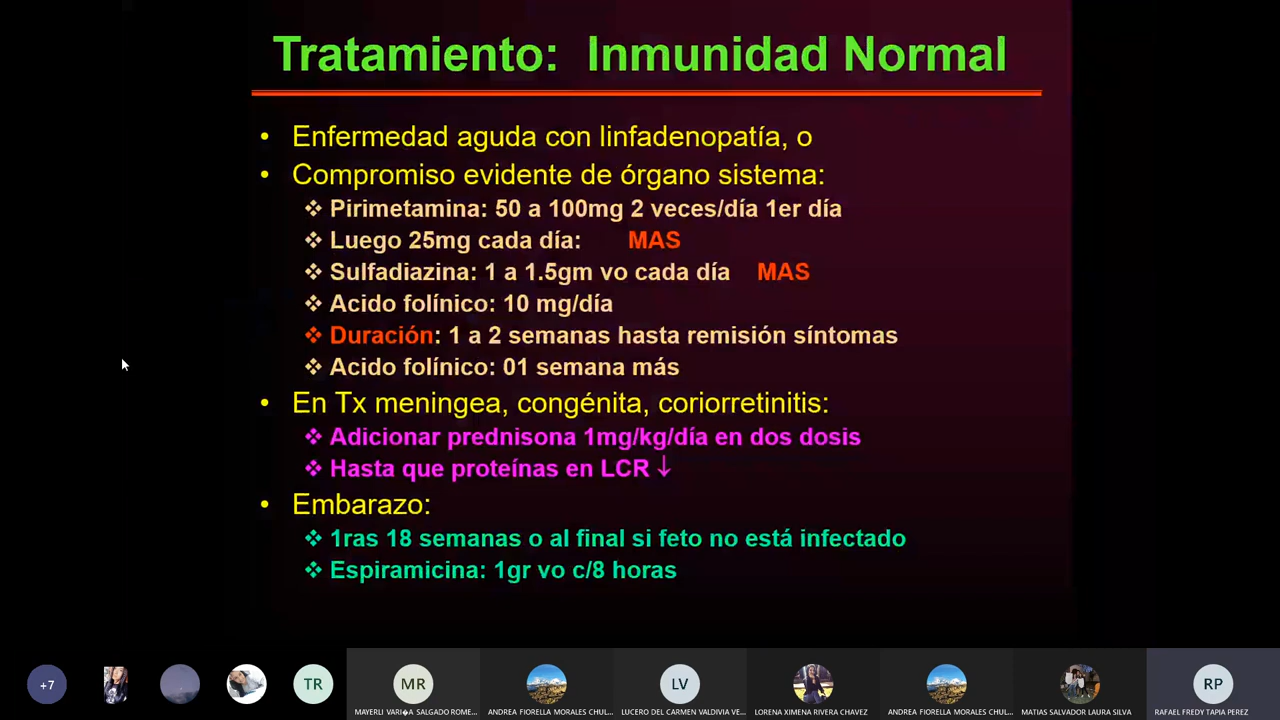 Tratamiento: Inmunidad Normal
• Enfermedad aguda con linfadenopatía, o
• Compromiso evidente de órgano sistema:
❖ Pirimetamina: 50 a 100mg 2 veces/día 1er día
❖ Luego 25mg cada día: MAS
❖ Sulfadiazina: 1 a 1.5gm vo cada día MAS
❖ Acido folínico: 10 mg/día
❖ Duración: 1 a 2 semanas hasta remisión síntomas
❖ Acido folínico: 01 semana más
• En Tx meningea, congénita, coriorretinitis:
❖ Adicionar prednisona 1mg/kg/día en dos dosis
❖ Hasta que proteínas en LCR ↓
• Embarazo:
❖ 1ras 18 semanas o al final si feto no está infectado
❖ Espiramicina: 1gr vo c/8 horas
+7 TR MR LV RP
MAYERLI VARI�A SALGADO ROME... ANDREA FIORELLA MORALES CHUL... LUCERO DEL CARMEN VALDIVIA VE... LORENA XIMENA RIVERA CHAVEZ ANDREA FIORELLA MORALES CHUL... MATIAS SALVADOR LAURA SILVA RAFAEL FREDY TAPIA PEREZ